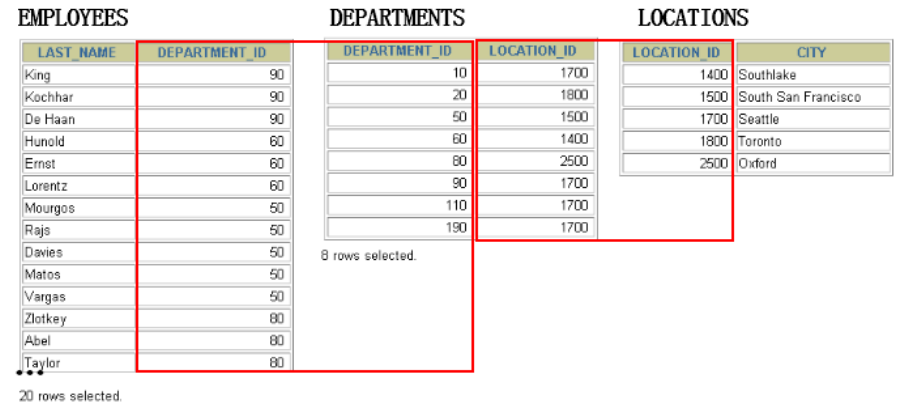 EMPLOYEES DEPARTMENTS LOCATIONS
LAST_NAME DEPARTMENT_ID DEPARTMENT_ID LOCATION_ID LOCATION_ID CITY
King 90 10 1700 1400 Southlake
Kochhar 90 20 1800 1500 South San Francisco
De Haan 90 50 1500 1700 Seattle
Hunold 60 60 1400 1800 Toronto
Ernst 60 80 2500 2500 Oxford
Lorentz 60 90 1700
Mourgos 50 110 1700
Rajs 50 190 1700
Davies 50 8 rows selected.
Matos 50
Vargas 50
Zlotkey 80
Abel 80
Taylor 80
...
20 rows selected.